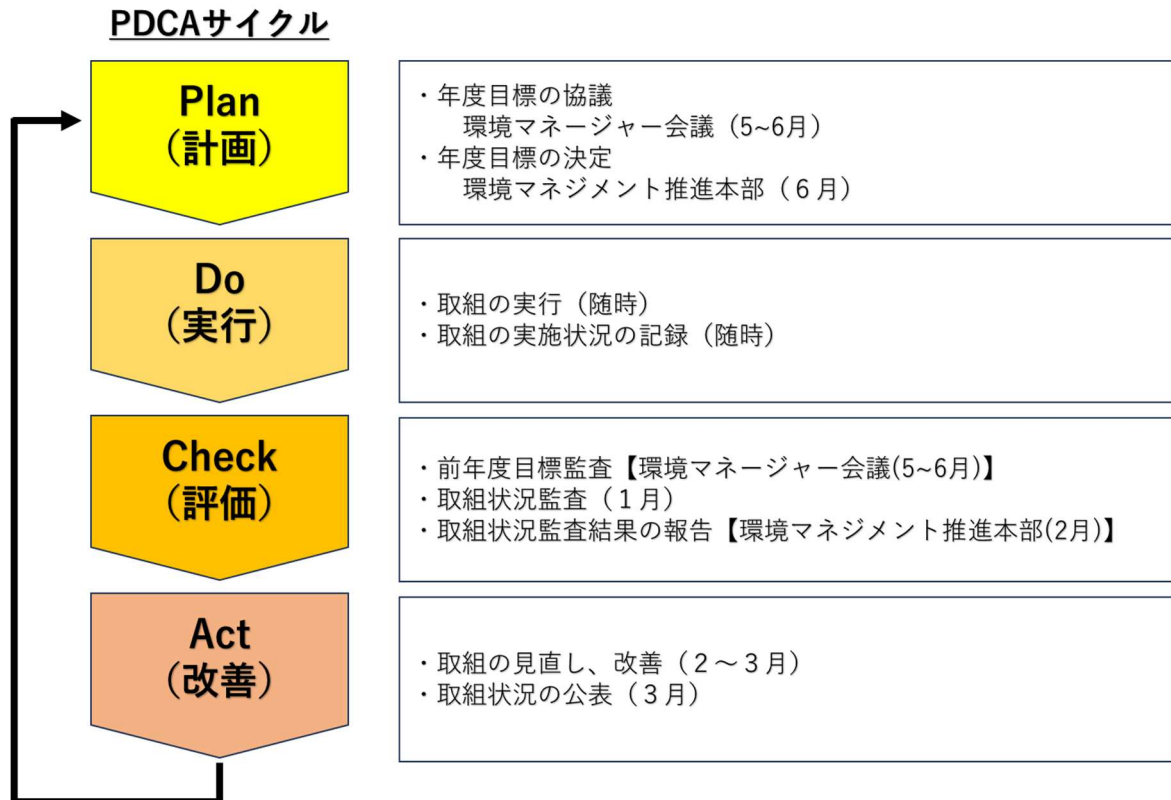 PDCAサイクル
Plan
（計画）
・年度目標の協議
環境マネージャー会議（5~6月）
・年度目標の決定
環境マネジメント推進本部（６月）
Do
（実行）
・取組の実行（随時）
・取組の実施状況の記録（随時）
Check
（評価）
・前年度目標監査【環境マネージャー会議(5~6月)】
・取組状況監査（１月）
・取組状況監査結果の報告【環境マネジメント推進本部(2月)】
Act
（改善）
・取組の見直し、改善（２～３月）
・取組状況の公表（３月）